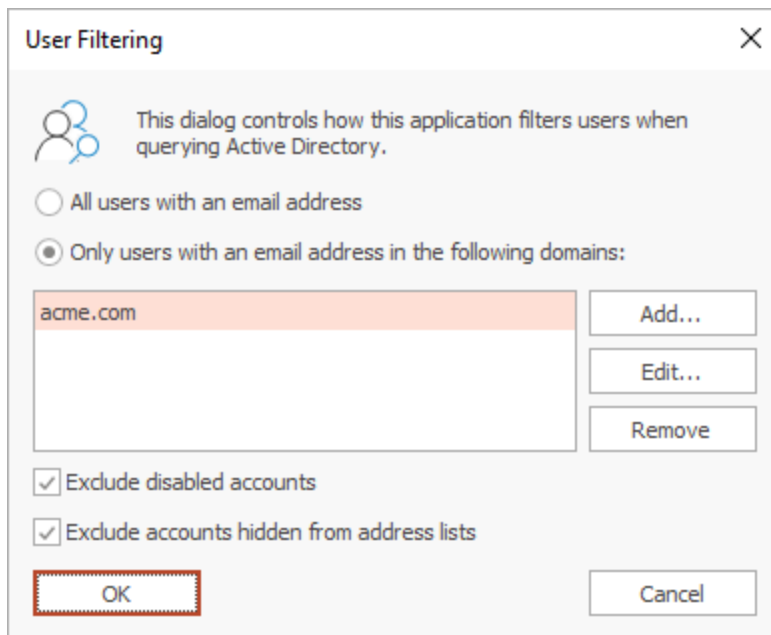 User Filtering
This dialog controls how this application filters users when
querying Active Directory.
All users with an email address
Only users with an email address in the following domains:
acme.com
Add...
Edit...
Remove
Exclude disabled accounts
Exclude accounts hidden from address lists
OK
Cancel